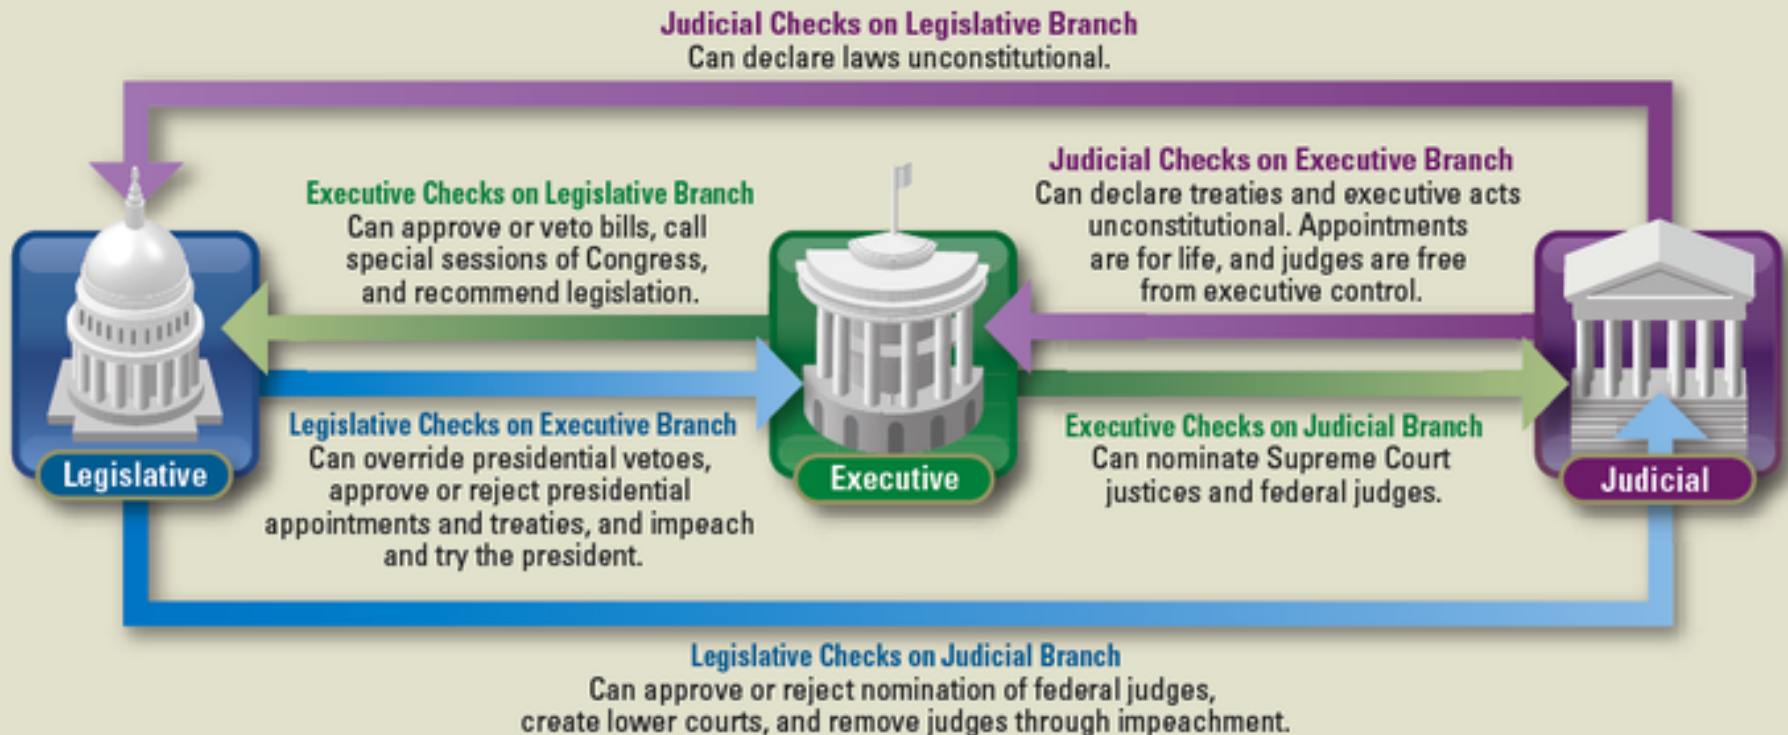 Judicial Checks on Legislative Branch
Can declare laws unconstitutional.
Judicial Checks on Executive Branch
Can declare treaties and executive acts
unconstitutional. Appointments
are for life, and judges are free
from executive control.
Executive Checks on Legislative Branch
Can approve or veto bills, call
special sessions of Congress,
and recommend legislation.
Legislative Checks on Executive Branch
Can override presidential vetoes,
approve or reject presidential
appointments and treaties, and impeach
and try the president.
Executive Checks on Judicial Branch
Can nominate Supreme Court
justices and federal judges.
Legislative
Executive
Judicial
Legislative Checks on Judicial Branch
Can approve or reject nomination of federal judges,
create lower courts, and remove judges through impeachment.